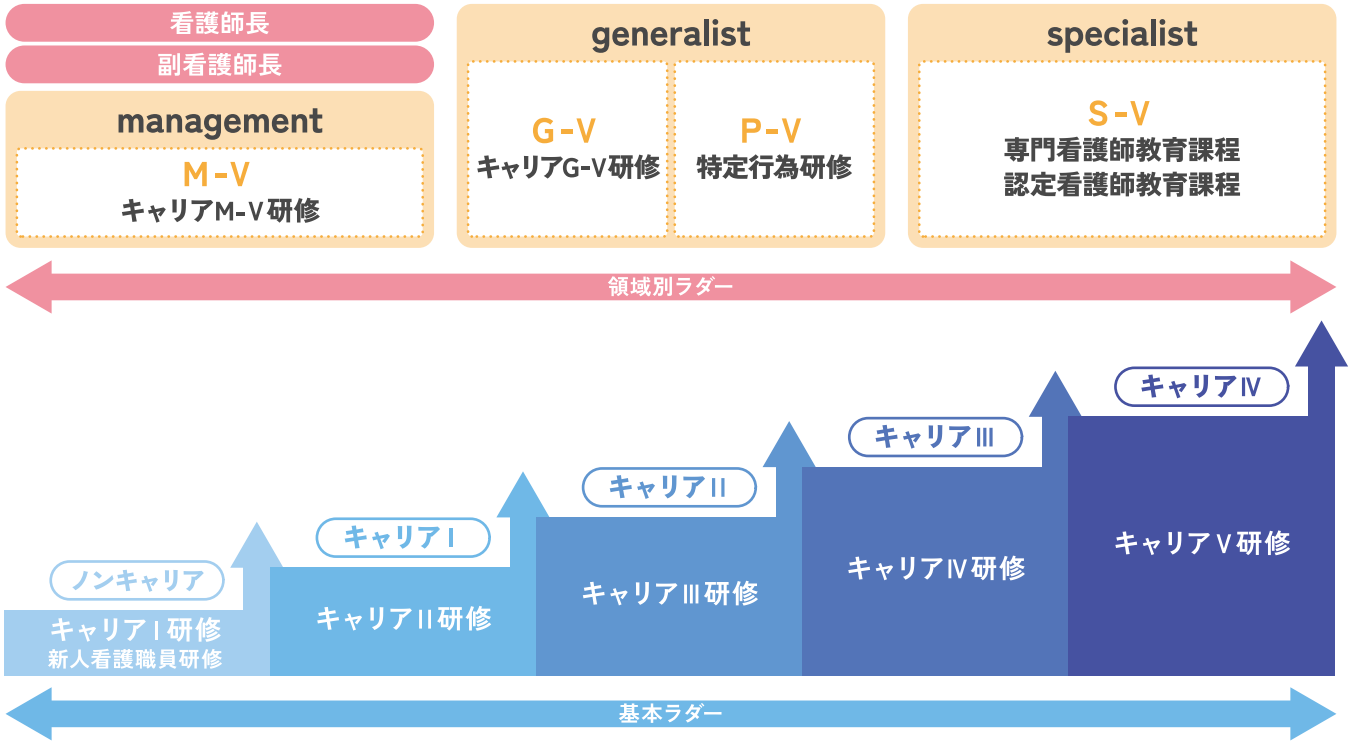 看護師長
副看護師長
management
M-V
キャリアM-V研修
generalist
G-V
キャリアG-V研修
P-V
特定行為研修
specialist
S-V
専門看護師教育課程
認定看護師教育課程
領域別ラダー
ノンキャリア
キャリアⅠ研修
新人看護職員研修
キャリアⅠ
キャリアⅡ研修
キャリアⅡ
キャリアⅢ研修
キャリアⅢ
キャリアⅣ研修
キャリアⅣ
キャリアⅤ研修
基本ラダー